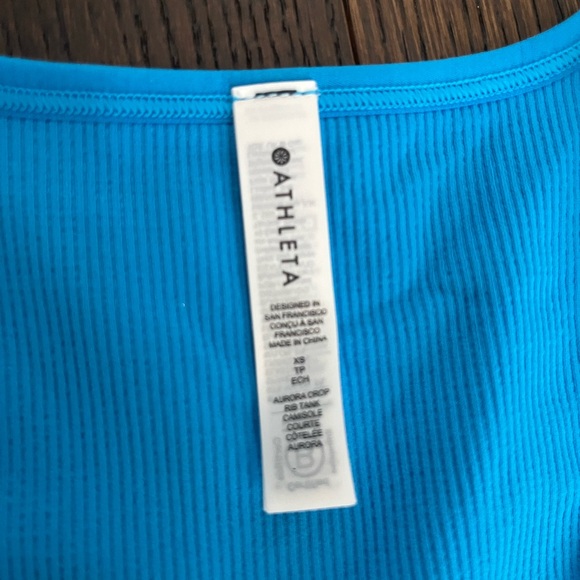 ATHLETA
DESIGNED IN
SAN FRANCISCO
CONÇU À SAN
FRANCISCO
MADE IN CHINA
XS
TP
ECH
AURORA CROP
RIB TANK
CAMISOLE
COURTE
CÔTELÉE
AURORA